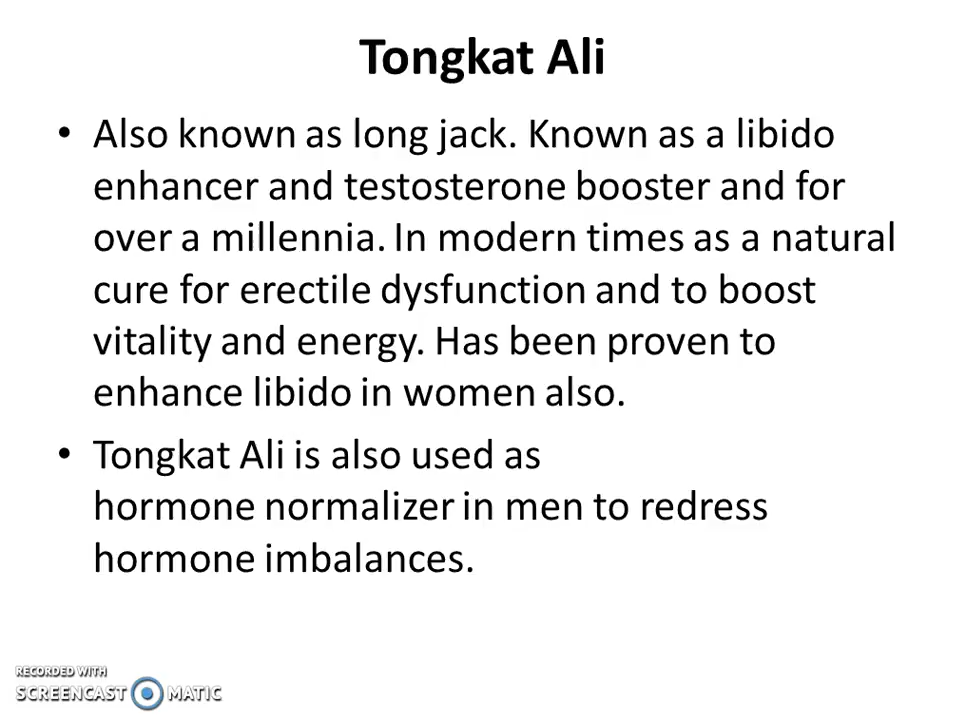 Tongkat Ali
• Also known as long jack. Known as a libido
enhancer and testosterone booster and for
over a millennia. In modern times as a natural
cure for erectile dysfunction and to boost
vitality and energy. Has been proven to
enhance libido in women also.
• Tongkat Ali is also used as
hormone normalizer in men to redress
hormone imbalances.
RECORDED WITH
SCREENCAST MATIC